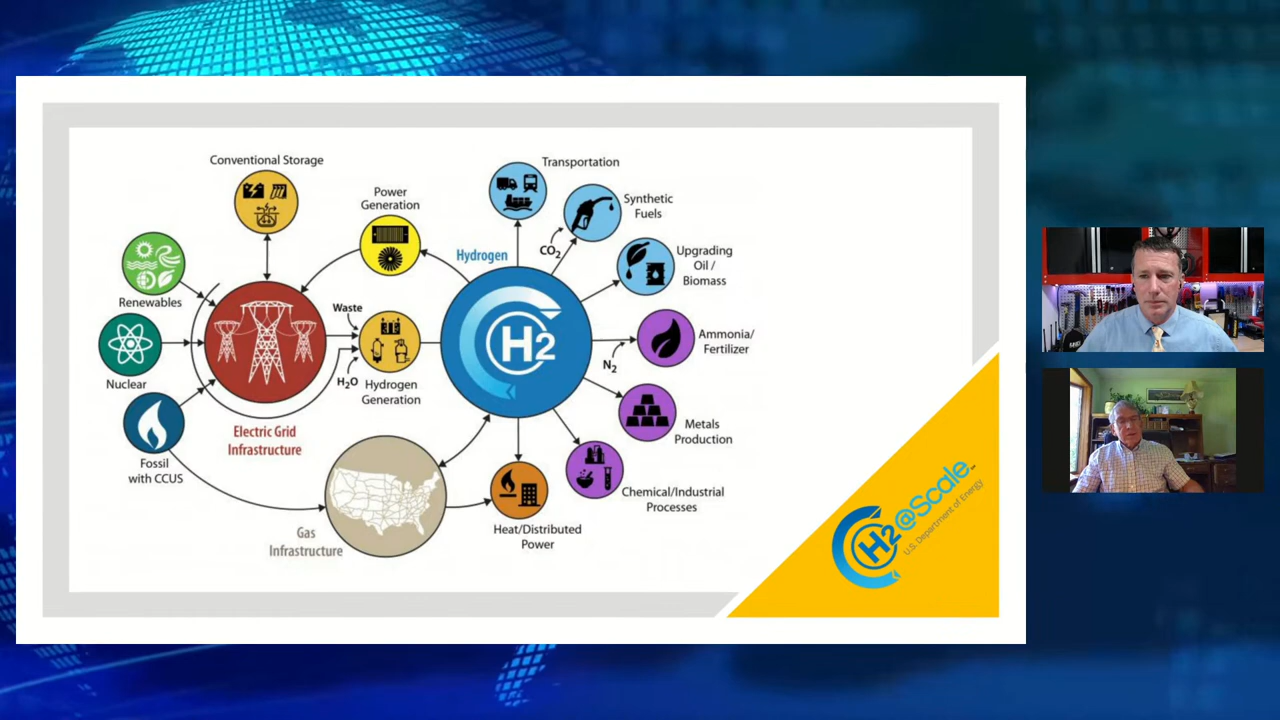 Conventional Storage
Power
Generation
Transportation
Synthetic
Fuels
CO2
Hydrogen
Upgrading
Oil /
Biomass
Renewables
Waste
H2
Ammonia/
Fertilizer
N2
Nuclear
H2O
Hydrogen
Generation
Electric Grid
Infrastructure
Metals
Production
Fossil
with CCUS
Chemical/Industrial
Processes
Gas
Infrastructure
Heat/Distributed
Power
H2@Scale
U.S. Department of Energy